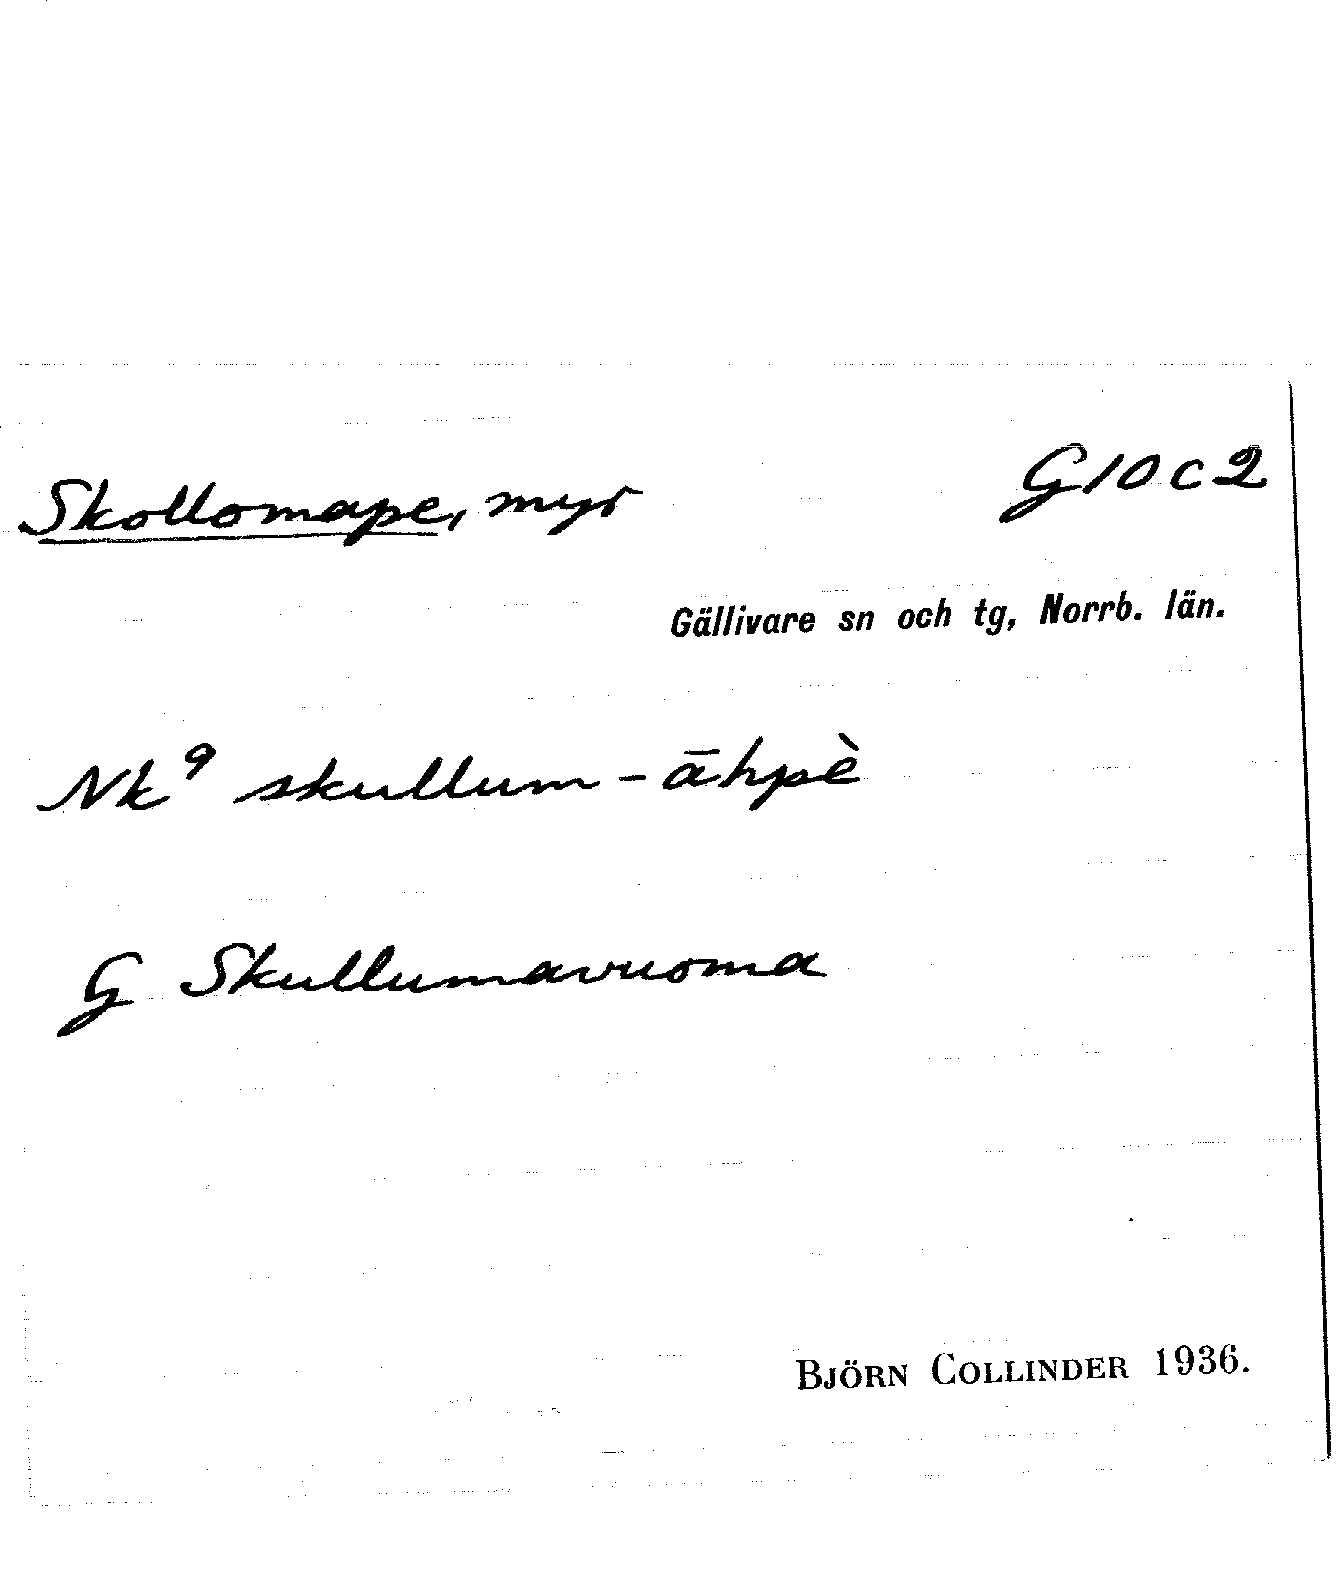 Skollomape, myr
G10c2
Gällivare sn och tg, Norrb. län.
Nk⁹ skullum-āhpè
G Skullumavuoma
BJÖRN COLLINDER 1936.